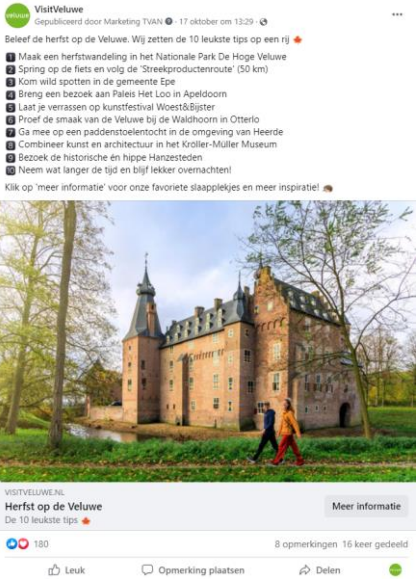 VisitVeluwe
Gepubliceerd door Marketing TVAN · 17 oktober om 13:29 ·
Beleef de herfst op de Veluwe. Wij zetten de 10 leukste tips op een rij 🍁
1 Maak een herfstwandeling in het Nationale Park De Hoge Veluwe
2 Spring op de fiets en volg de 'Streekproductenroute' (50 km)
3 Kom wild spotten in de gemeente Epe
4 Breng een bezoek aan Paleis Het Loo in Apeldoorn
5 Laat je verrassen op kunstfestival Woest&Bijster
6 Proef de smaak van de Veluwe bij de Waldhoorn in Otterlo
7 Ga mee op een paddenstoelentocht in de omgeving van Heerde
8 Combineer kunst en architectuur in het Kröller-Müller Museum
9 Bezoek de historische én hippe Hanzesteden
10 Neem wat langer de tijd en blijf lekker overnachten!
Klik op 'meer informatie' voor onze favoriete slaapplekjes en meer inspiratie! 🦔
VISITVELUWE.NL
Herfst op de Veluwe
De 10 leukste tips 🍁
Meer informatie
180
8 opmerkingen 16 keer gedeeld
Leuk
Opmerking plaatsen
Delen